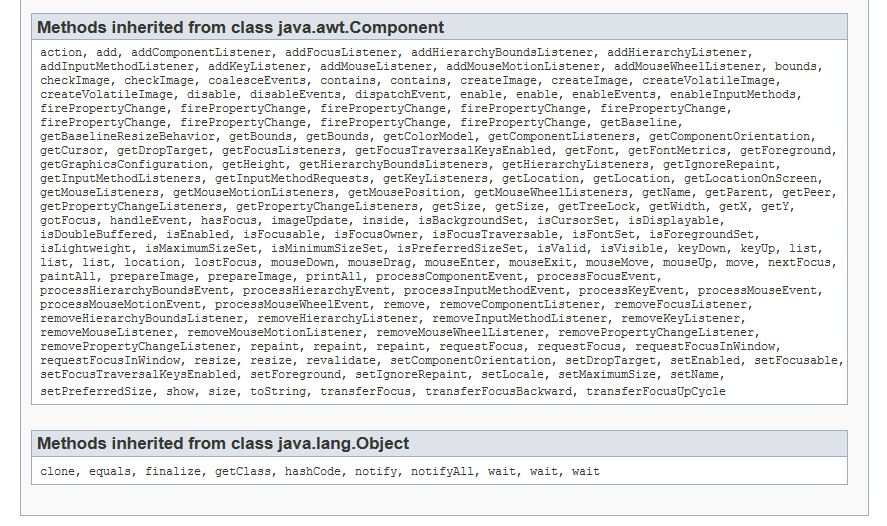 Methods inherited from class java.awt.Component
action, add, addComponentListener, addFocusListener, addHierarchyBoundsListener, addHierarchyListener,
addInputMethodListener, addKeyListener, addMouseListener, addMouseMotionListener, addMouseWheelListener, bounds,
checkImage, checkImage, coalesceEvents, contains, contains, createImage, createImage, createVolatileImage,
createVolatileImage, disable, disableEvents, dispatchEvent, enable, enable, enableEvents, enableInputMethods,
firePropertyChange, firePropertyChange, firePropertyChange, firePropertyChange, firePropertyChange,
firePropertyChange, firePropertyChange, firePropertyChange, firePropertyChange, getBaseline,
getBaselineResizeBehavior, getBounds, getBounds, getColorModel, getComponentListeners, getComponentOrientation,
getCursor, getDropTarget, getFocusListeners, getFocusTraversalKeysEnabled, getFont, getFontMetrics, getForeground,
getGraphicsConfiguration, getHeight, getHierarchyBoundsListeners, getHierarchyListeners, getIgnoreRepaint,
getInputMethodListeners, getInputMethodRequests, getKeyListeners, getLocation, getLocation, getLocationOnScreen,
getMouseListeners, getMouseMotionListeners, getMousePosition, getMouseWheelListeners, getName, getParent, getPeer,
getPropertyChangeListeners, getPropertyChangeListeners, getSize, getSize, getTreeLock, getWidth, getX, getY,
gotFocus, handleEvent, hasFocus, imageUpdate, inside, isBackgroundSet, isCursorSet, isDisplayable,
isDoubleBuffered, isEnabled, isFocusable, isFocusOwner, isFocusTraversable, isFontSet, isForegroundSet,
isLightweight, isMaximumSizeSet, isMinimumSizeSet, isPreferredSizeSet, isValid, isVisible, keyDown, keyUp, list,
list, list, location, lostFocus, mouseDown, mouseDrag, mouseEnter, mouseExit, mouseMove, mouseUp, move, nextFocus,
paintAll, prepareImage, prepareImage, printAll, processComponentEvent, processFocusEvent,
processHierarchyBoundsEvent, processHierarchyEvent, processInputMethodEvent, processKeyEvent, processMouseEvent,
processMouseMotionEvent, processMouseWheelEvent, remove, removeComponentListener, removeFocusListener,
removeHierarchyBoundsListener, removeHierarchyListener, removeInputMethodListener, removeKeyListener,
removeMouseListener, removeMouseMotionListener, removeMouseWheelListener, removePropertyChangeListener,
removePropertyChangeListener, repaint, repaint, repaint, requestFocus, requestFocus, requestFocusInWindow,
requestFocusInWindow, resize, resize, revalidate, setComponentOrientation, setDropTarget, setEnabled, setFocusable,
setFocusTraversalKeysEnabled, setForeground, setIgnoreRepaint, setLocale, setMaximumSize, setName,
setPreferredSize, show, size, toString, transferFocus, transferFocusBackward, transferFocusUpCycle
Methods inherited from class java.lang.Object
clone, equals, finalize, getClass, hashCode, notify, notifyAll, wait, wait, wait